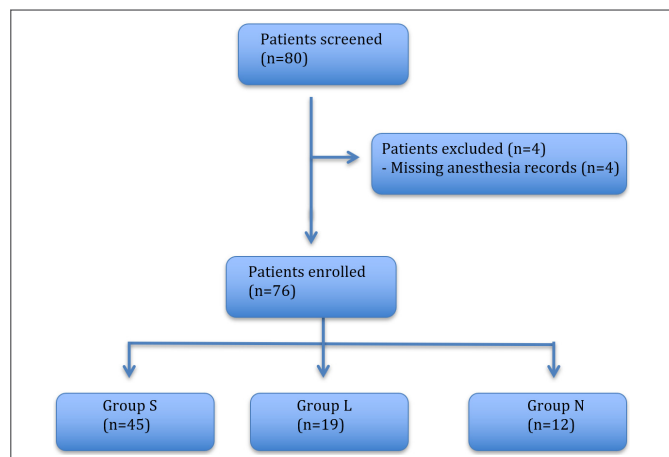 Patients screened
(n=80)
Patients excluded (n=4)
- Missing anesthesia records (n=4)
Patients enrolled
(n=76)
Group S
(n=45)
Group L
(n=19)
Group N
(n=12)